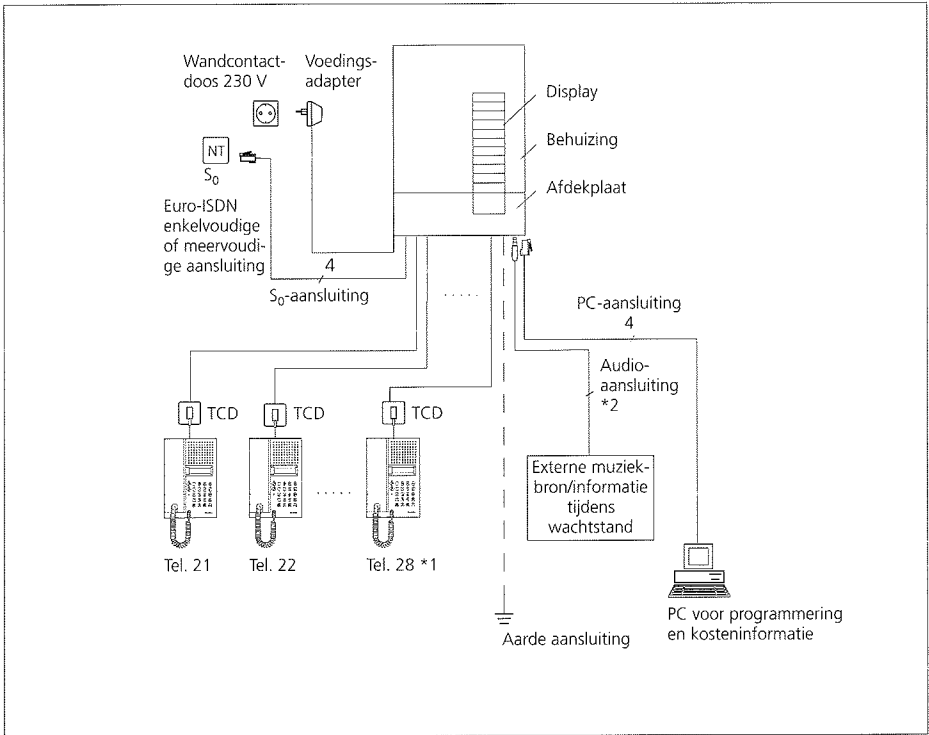 Wandcontact-
doos 230 V
Voedings-
adapter
Display
Behuizing
NT
S₀
Afdekplaat
Euro-ISDN
enkelvoudige
of meervoudi-
ge aansluiting
4
S₀-aansluiting
.....
PC-aansluiting
4
Audio-
aansluiting
*2
TCD
TCD
TCD
Externe muziek-
bron/informatie
tijdens
wachtstand
.....
Tel. 21
Tel. 22
Tel. 28 *1
Aarde aansluiting
PC voor programmering
en kosteninformatie